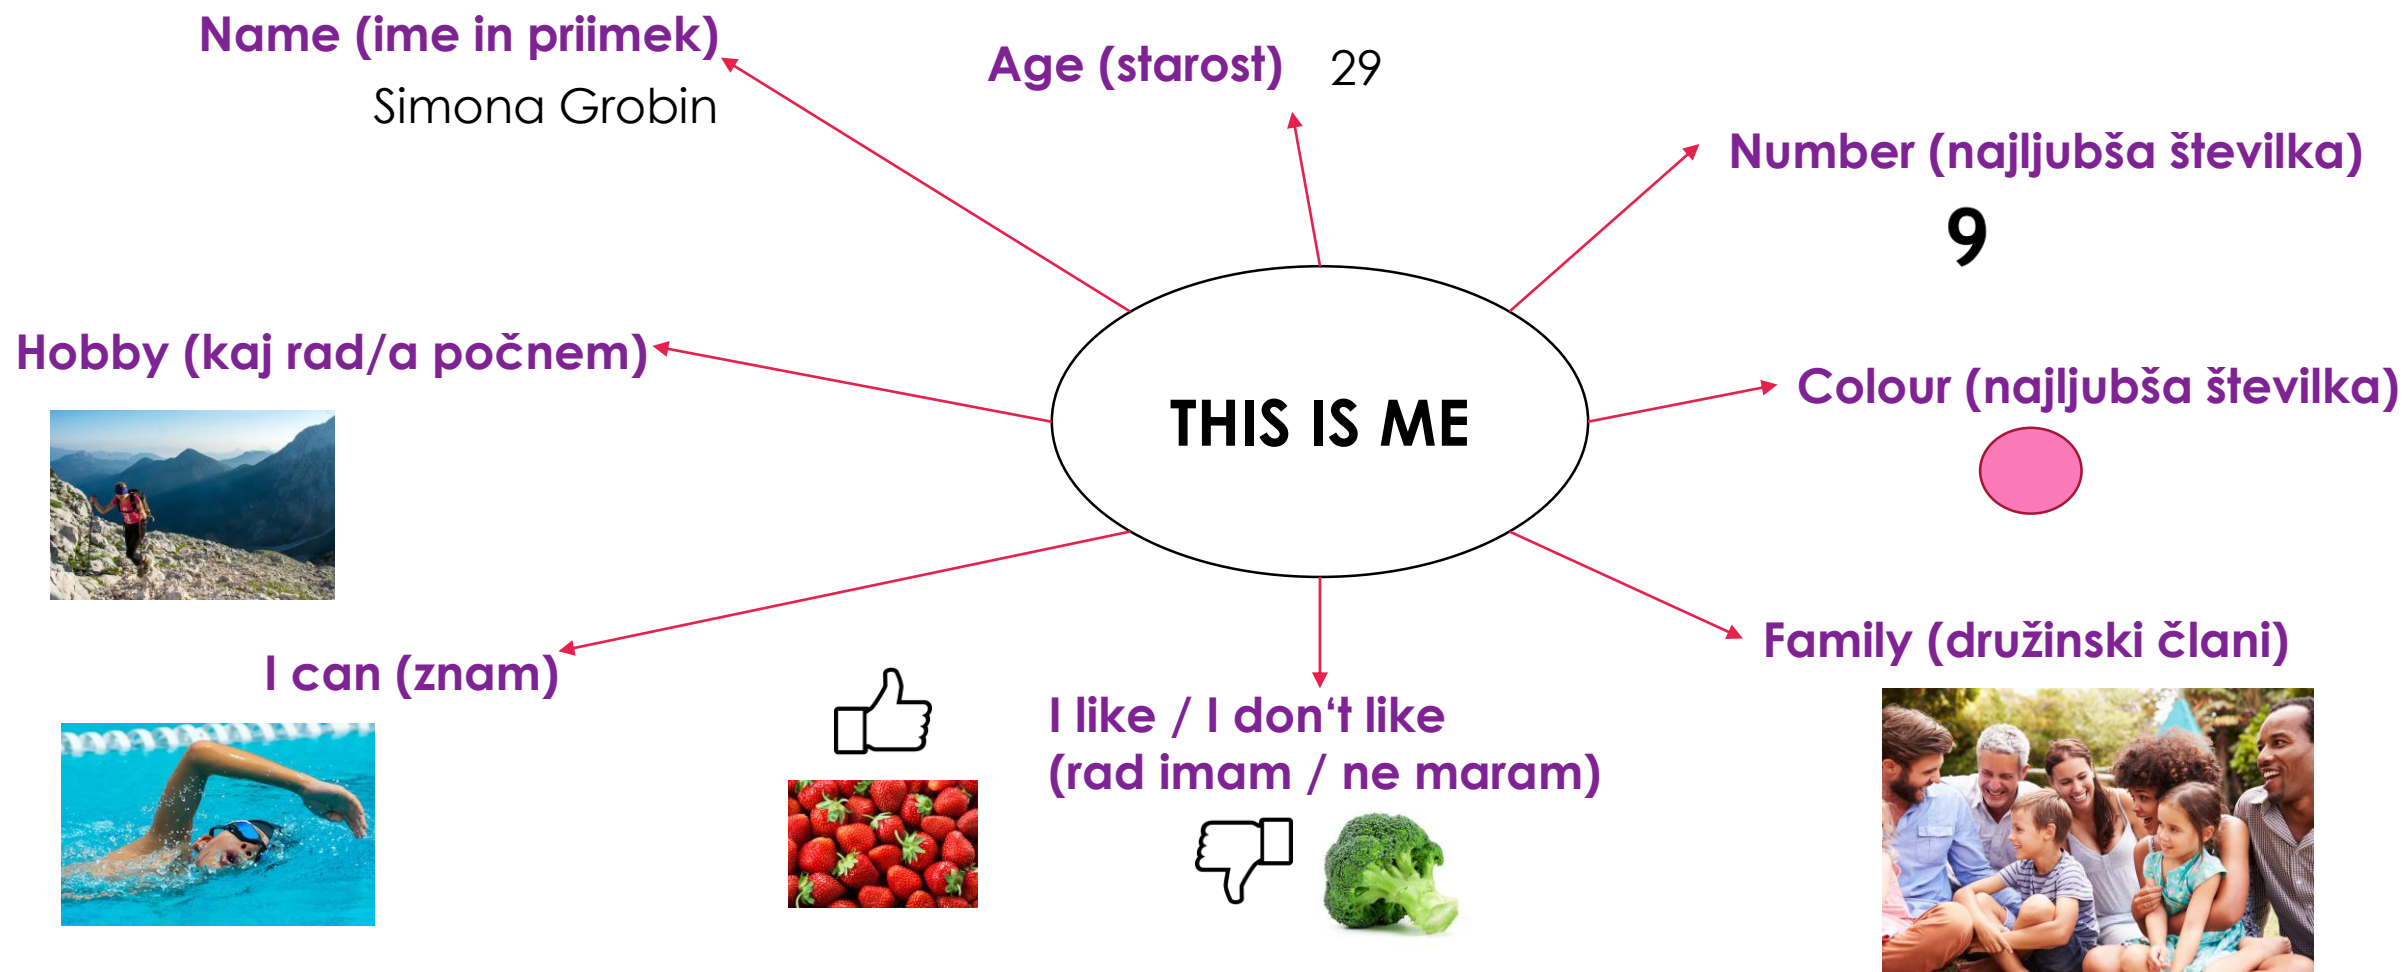 Name (ime in priimek)
Simona Grobin
Age (starost) 29
Number (najljubša številka)
9
Hobby (kaj rad/a počnem)
THIS IS ME
Colour (najljubša številka)
I can (znam)
I like / I don‘t like
(rad imam / ne maram)
Family (družinski člani)